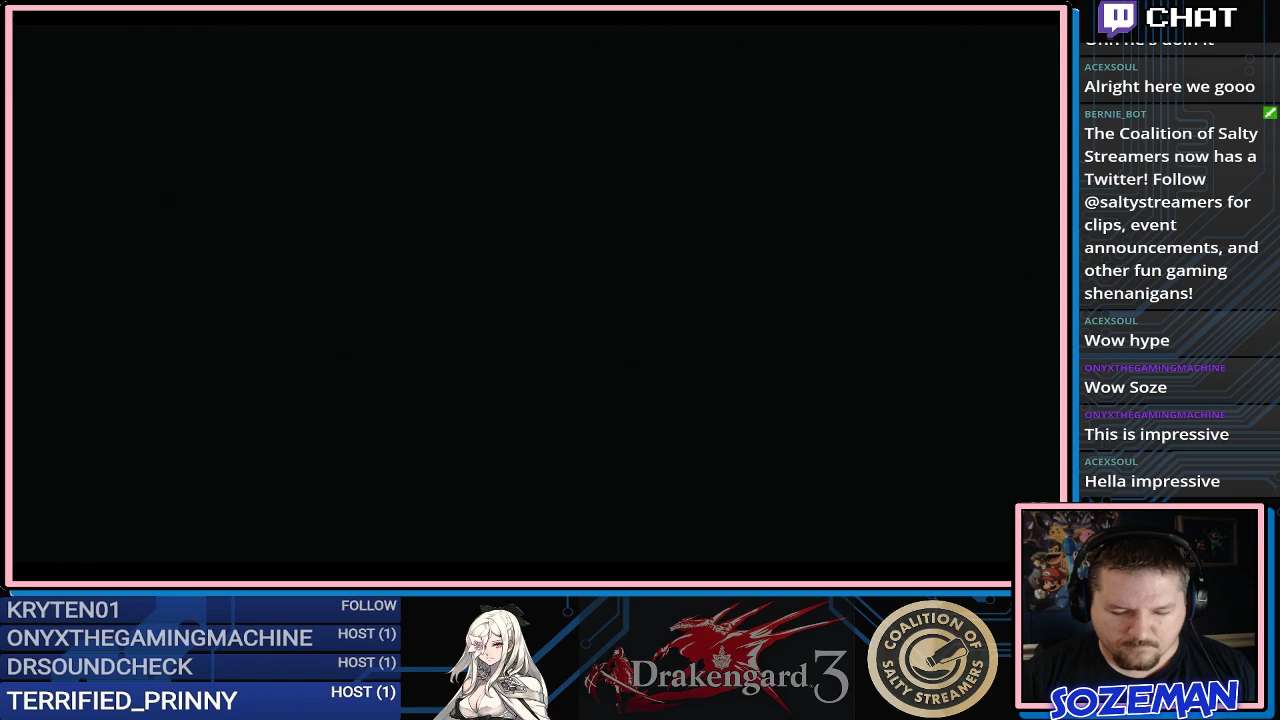 CHAT
ACEXSOUL
Alright here we gooo
BERNIE_BOT
The Coalition of Salty
Streamers now has a
Twitter! Follow
@saltystreamers for
clips, event
announcements, and
other fun gaming
shenanigans!
ACEXSOUL
Wow hype
ONYXTHEGAMINGMACHINE
Wow Soze
ONYXTHEGAMINGMACHINE
This is impressive
ACEXSOUL
Hella impressive
KRYTEN01 FOLLOW
ONYXTHEGAMINGMACHINE HOST (1)
DRSOUNDCHECK HOST (1)
TERRIFIED_PRINNY HOST (1)
Drakengard 3
COALITION OF
SALTY STREAMERS
SOZEMAN